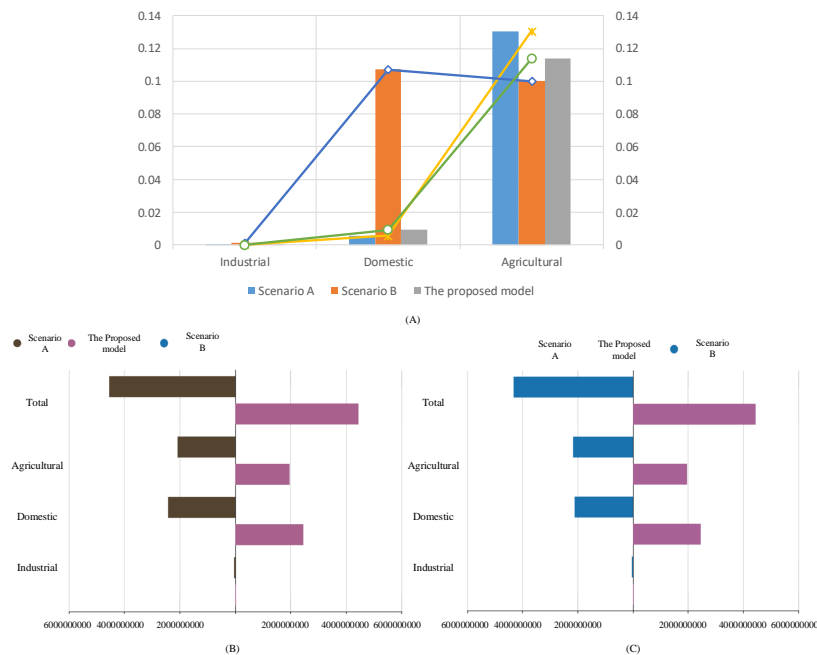 0.14 0.14
0.12 0.12
0.1 0.1
0.08 0.08
0.06 0.06
0.04 0.04
0.02 0.02
0 0
Industrial Domestic Agricultural
Scenario A Scenario B The proposed model
(A)
Scenario A The Proposed model Scenario B
Total
Agricultural
Domestic
Industrial
6000000000 4000000000 2000000000 2000000000 4000000000 6000000000
(B)
Scenario A The Proposed model Scenario B
Total
Agricultural
Domestic
Industrial
6000000000 4000000000 2000000000 2000000000 4000000000 6000000000
(C)